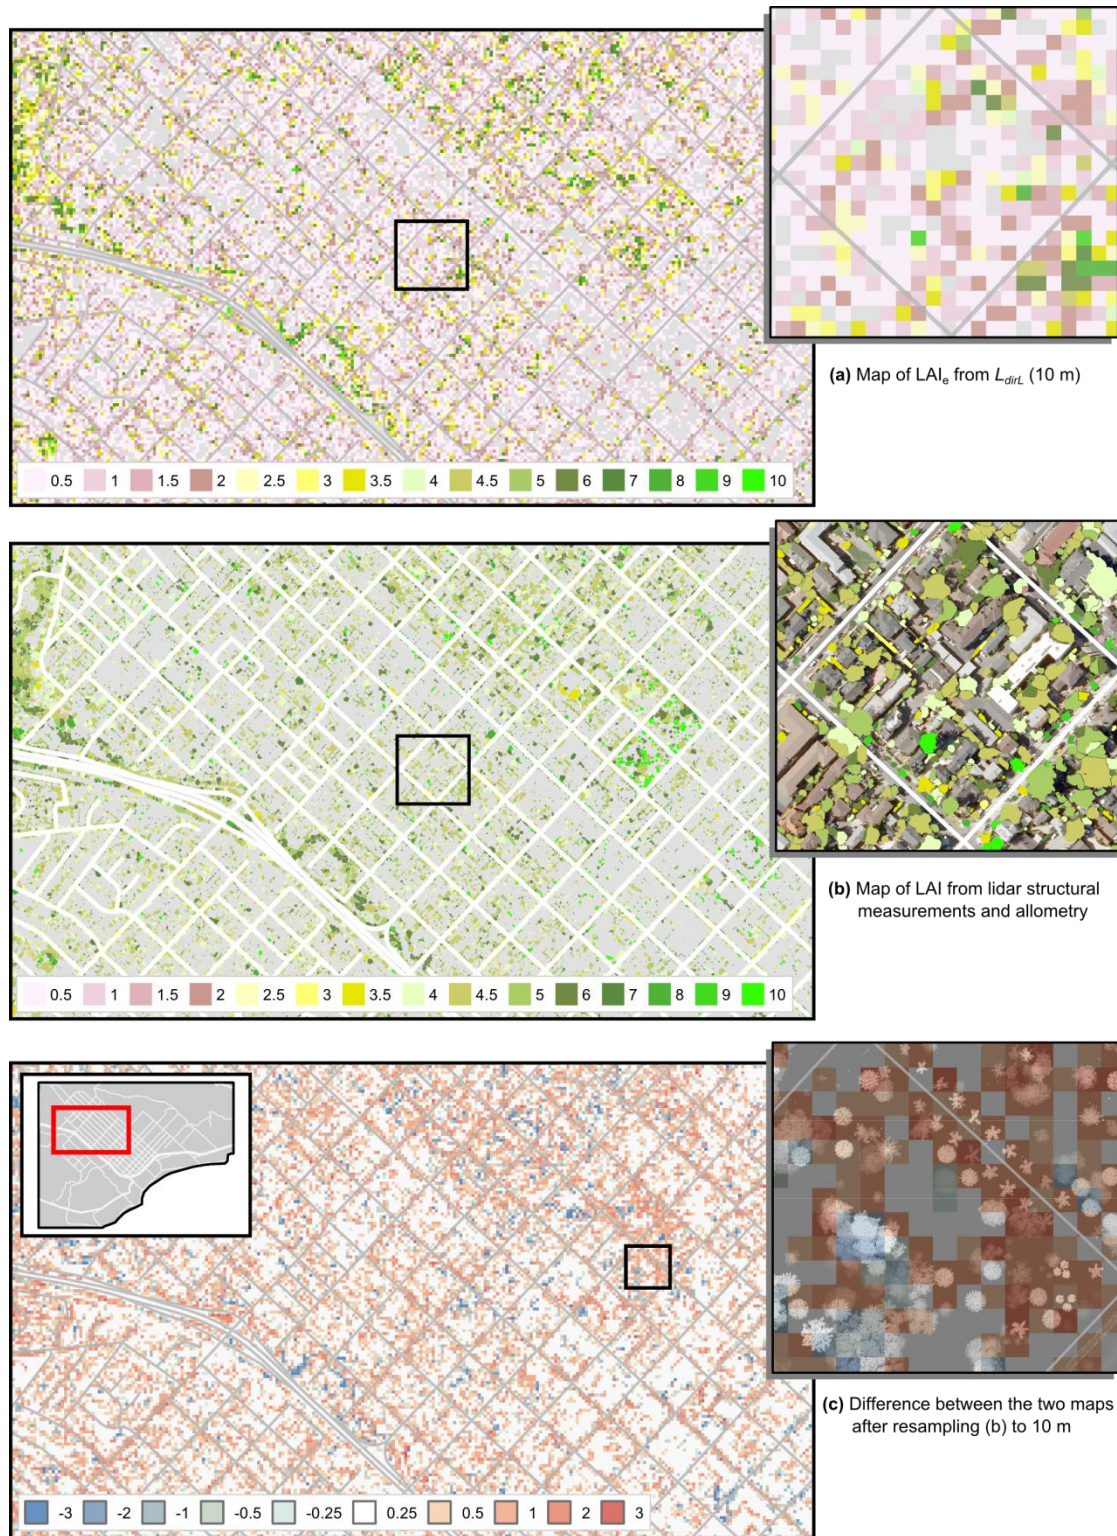 (a) Map of LAIe from LdirL (10 m)
0.5 1 1.5 2 2.5 3 3.5 4 4.5 5 6 7 8 9 10
(b) Map of LAI from lidar structural
measurements and allometry
0.5 1 1.5 2 2.5 3 3.5 4 4.5 5 6 7 8 9 10
(c) Difference between the two maps
after resampling (b) to 10 m
-3 -2 -1 -0.5 -0.25 0.25 0.5 1 2 3